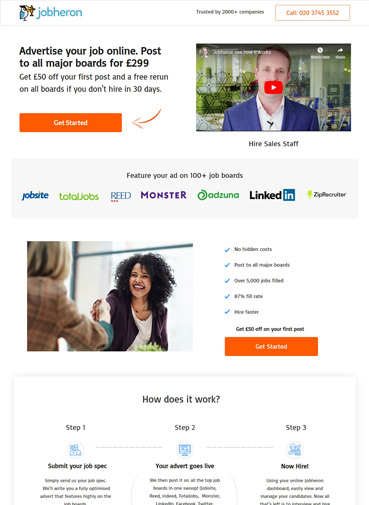 jobheron
Trusted by 2000+ companies
Call: 020 3745 3552
Advertise your job online. Post
to all major boards for £299
Get £50 off your first post and a free rerun
on all boards if you don't hire in 30 days.
Get Started
Jobheron see how it works
Watch later
Share
Hire Sales Staff
Feature your ad on 100+ job boards
jobsite
totaljobs
REED
MONSTER
adzuna
Linked in
ZipRecruiter
No hidden costs
Post to all major boards
Over 5,000 jobs filled
87% fill rate
Hire faster
Get £50 off on your first post
Get Started
How does it work?
Step 1
Step 2
Step 3
Submit your job spec
Your advert goes live
Now Hire!
Simply send us your job spec,
We'll write you a fully optimised
advert that features highly on the
job boards.
We then post it on all the top job
boards in one swoop! (Jobsite,
Reed, Indeed, TotalJobs, Monster,
LinkedIn, Facebook, Twitter,
Using your online Jobheron
dashboard, easily view and
manage your candidates. Now all
that's left is to interview and hire